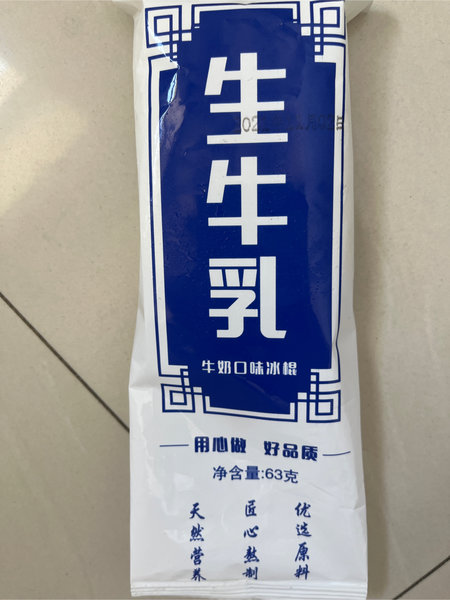 生牛乳
牛奶口味冰棍
用心做 好品质
净含量:63克
优选原料
匠心熬制
天然营养